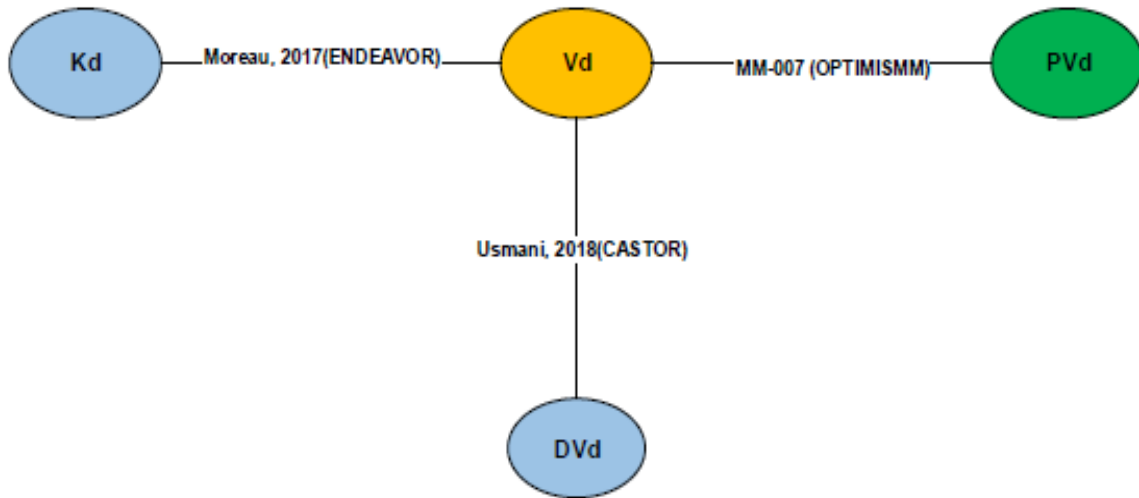 Kd
Moreau, 2017(ENDEAVOR)
Vd
MM-007 (OPTIMISMM)
PVd
Usmani, 2018(CASTOR)
DVd